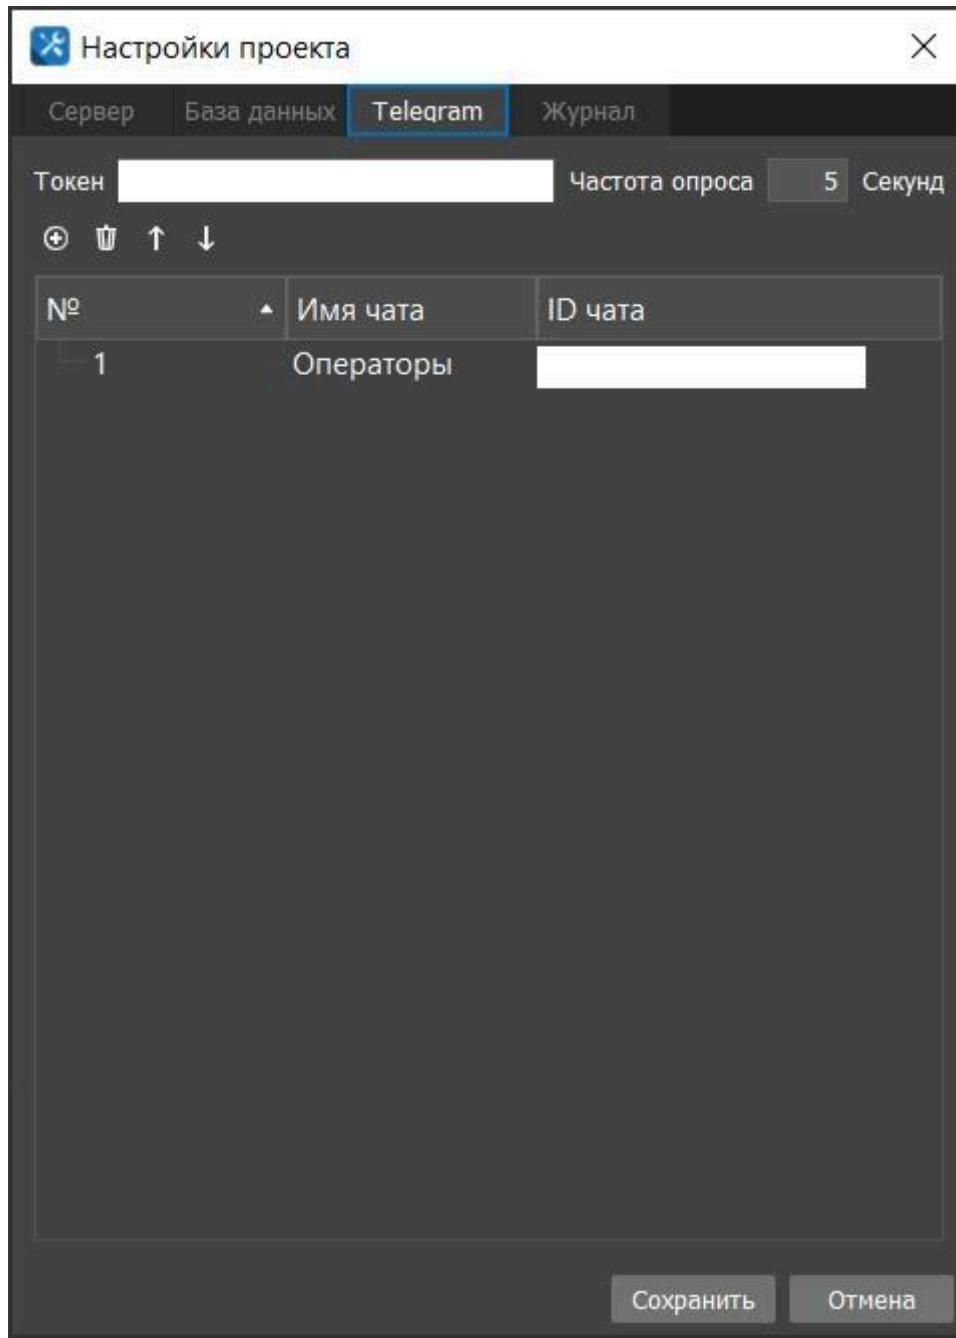 Настройки проекта
Сервер База данных Telegram Журнал
Токен Частота опроса 5 Секунд
№ Имя чата ID чата
1 Операторы
Сохранить Отмена